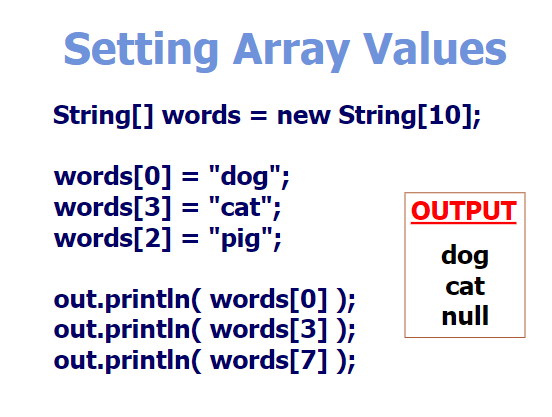 Setting Array Values
String[] words = new String[10];
words[0] = "dog";
words[3] = "cat";
words[2] = "pig";
out.println( words[0] );
out.println( words[3] );
out.println( words[7] );
OUTPUT
dog
cat
null